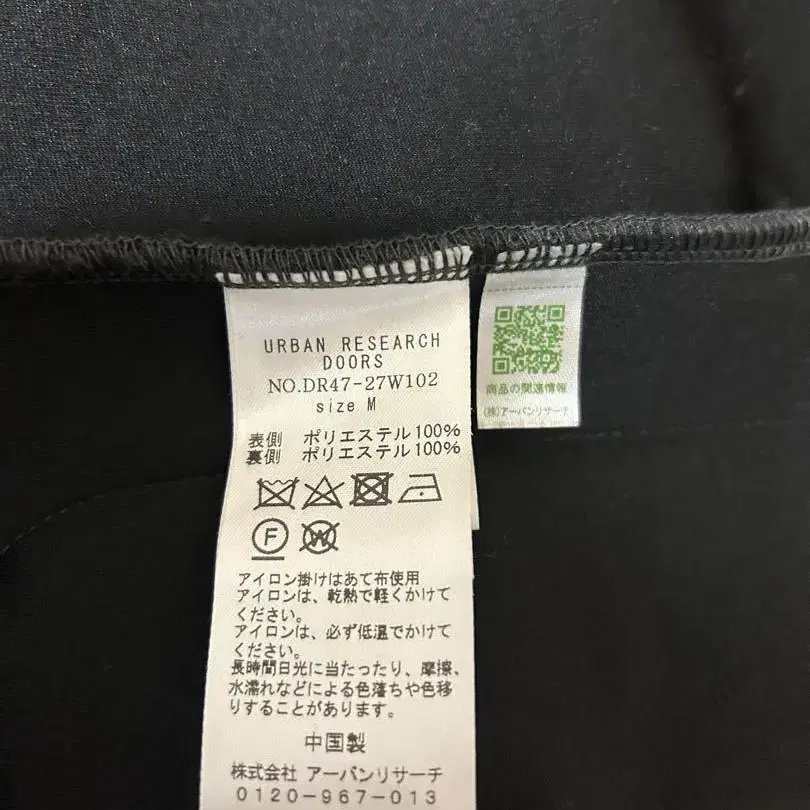 URBAN RESEARCH
DOORS
NO.DR47-27W102
size M
表側 ポリエステル100%
裏側 ポリエステル100%
F
W
アイロン掛けはあて布使用
アイロンは、乾熱で軽くかけて
ください。
アイロンは、必ず低温でかけて
ください。
長時間日光に当たったり、摩擦、
水濡れなどによる色落ちや色移
りすることがあります。
中国製
株式会社 アーバンリサーチ
0120-967-013
商品の関連情報
(株)アーバンリサーチ